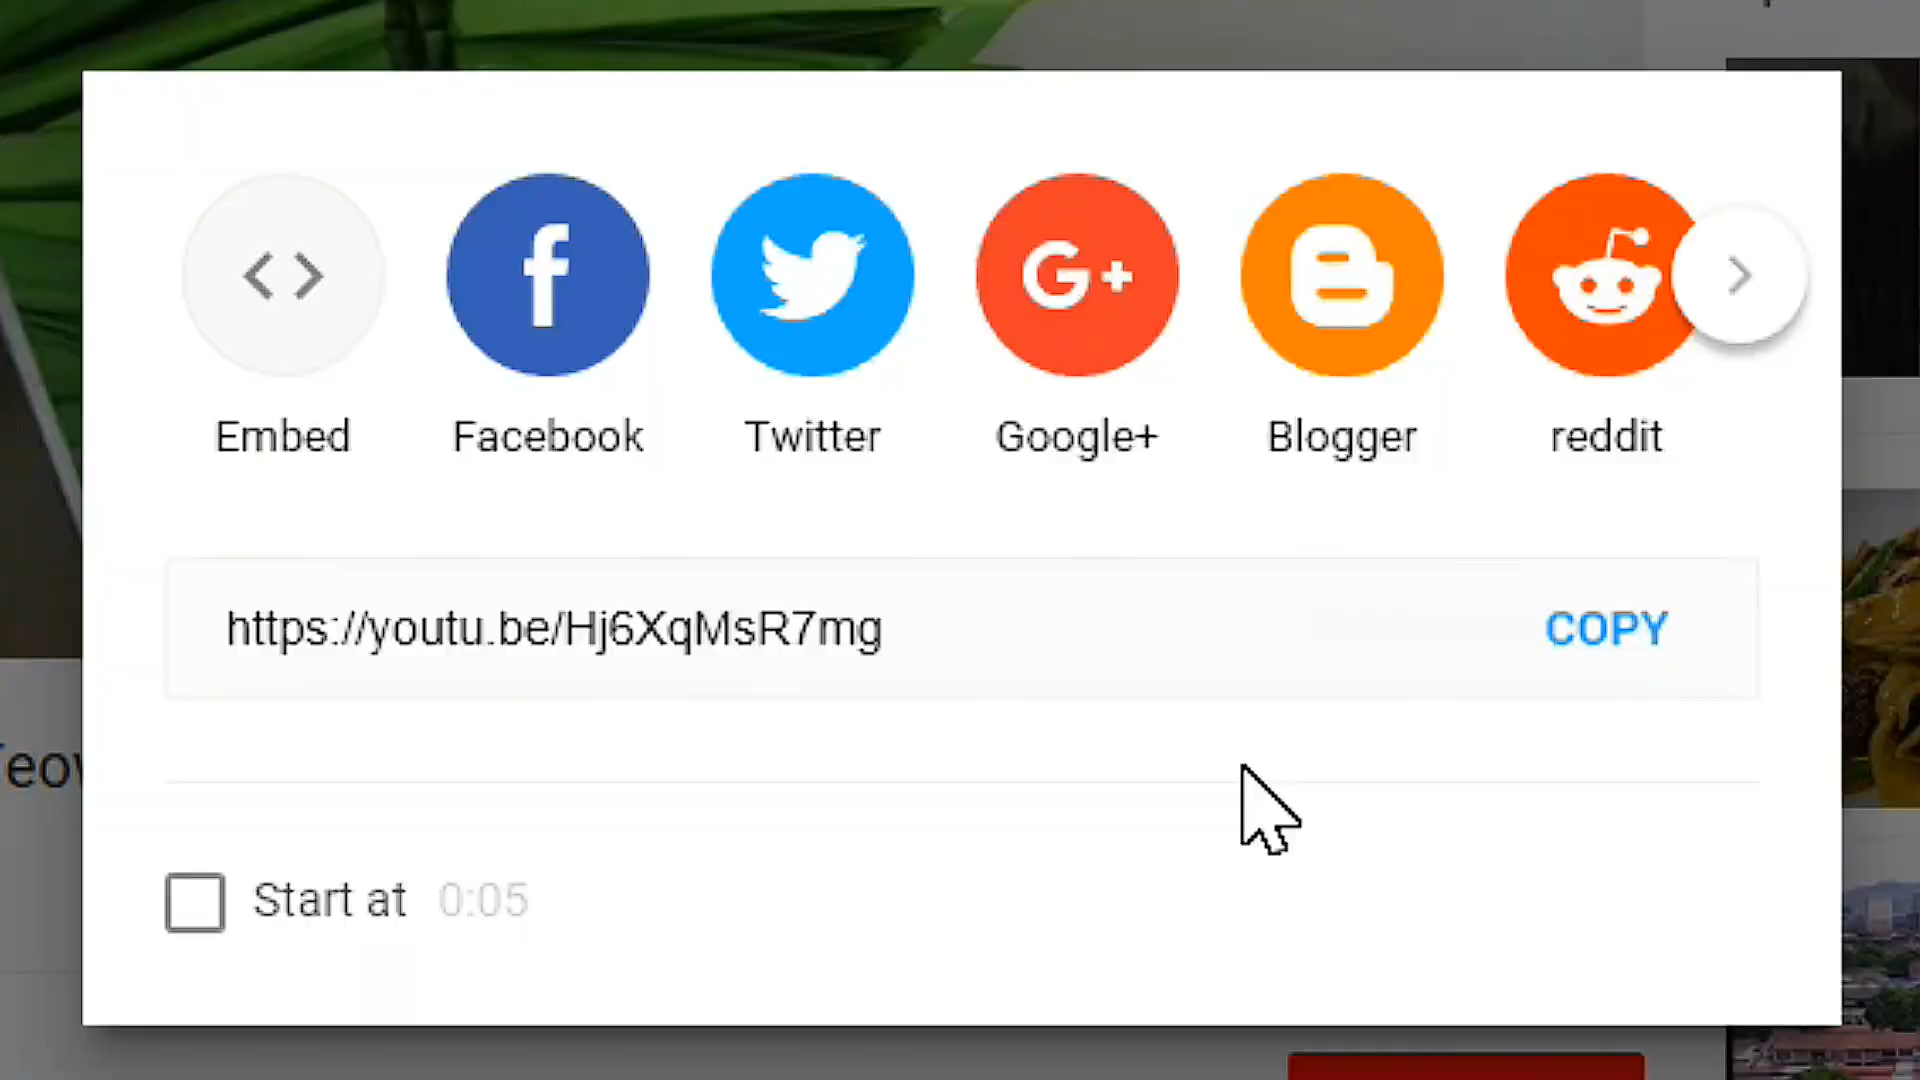 Embed Facebook Twitter Google+ Blogger reddit
https://youtu.be/Hj6XqMsR7mg COPY
Start at 0:05